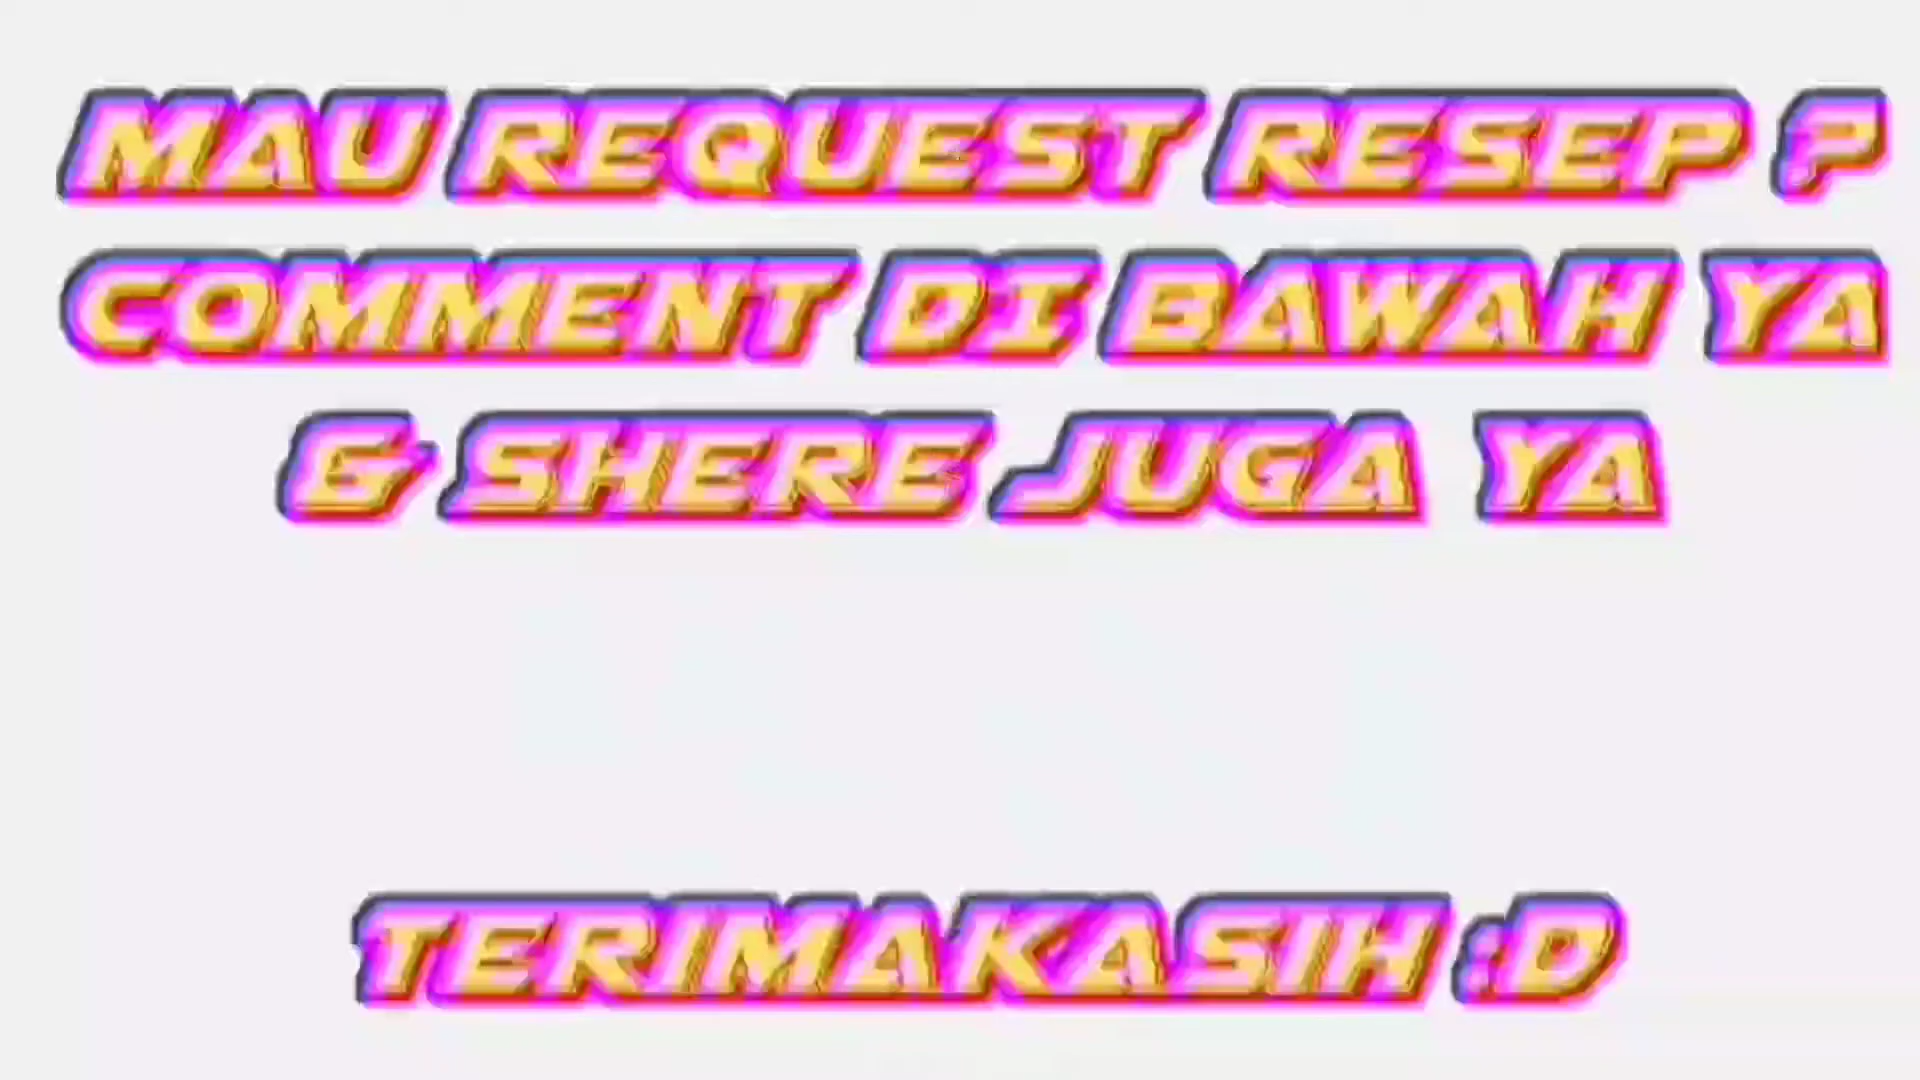 MAU REQUEST RESEP ?
COMMENT DI BAWAH YA
& SHERE JUGA YA
TERIMAKASIH :D